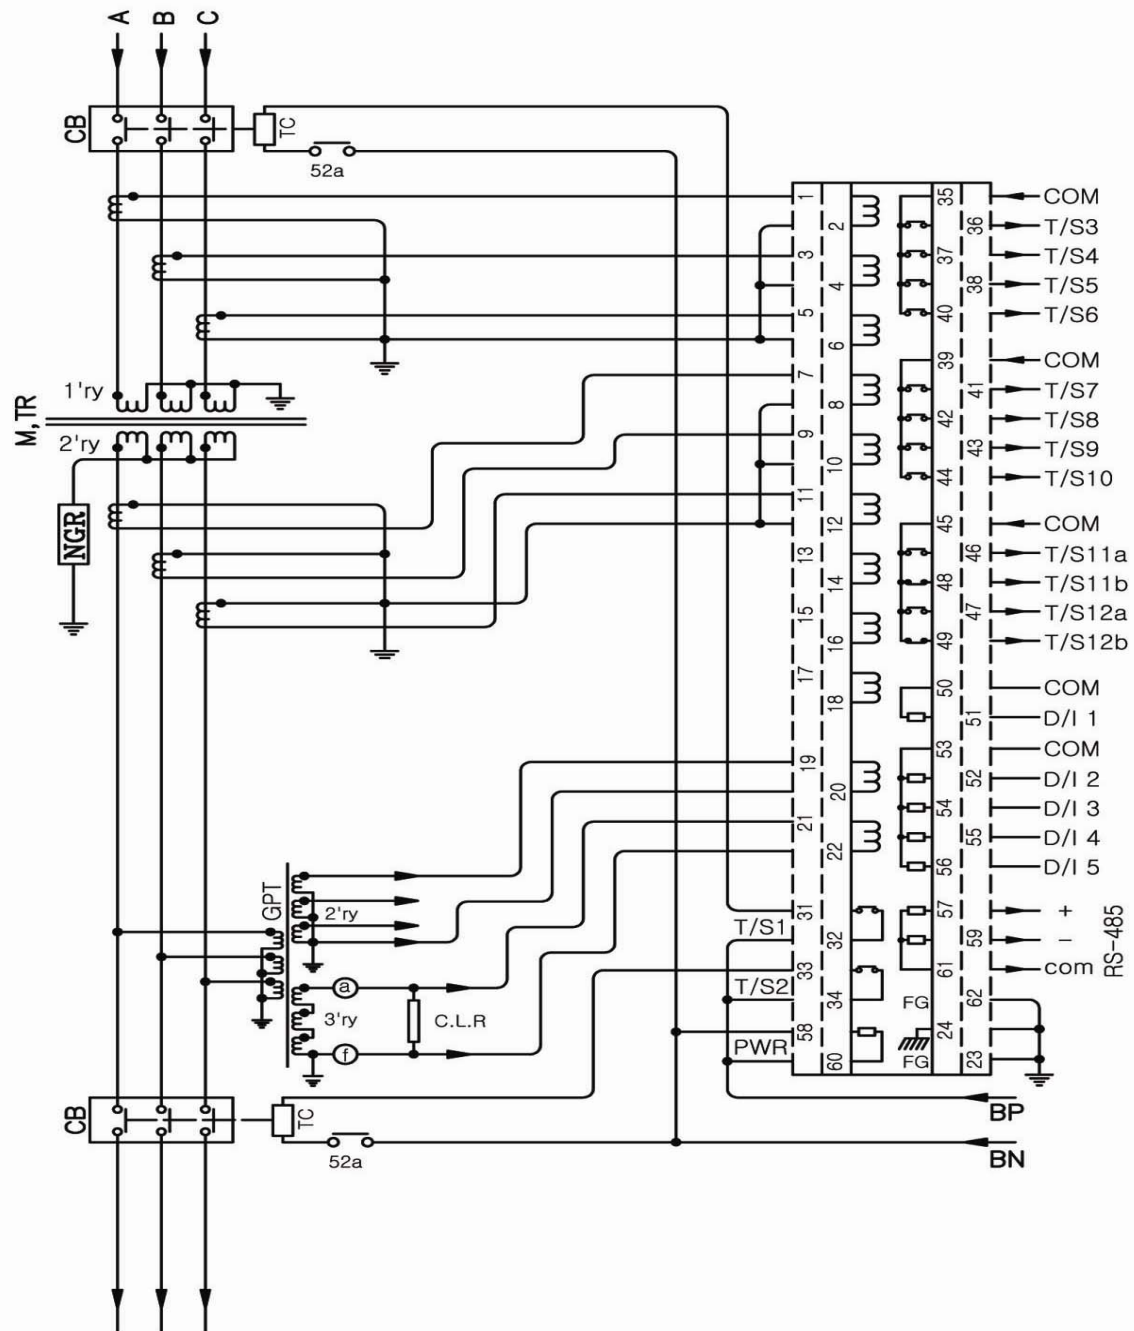 A B C
CB
TC
52a
1 2 3 4 5 6 7 8 9 10 11 12 13 14 15 16 17 18
35 COM
36 T/S3
37 T/S4
38 T/S5
40 T/S6
39 COM
41 T/S7
42 T/S8
43 T/S9
44 T/S10
45 COM
46 T/S11a
48 T/S11b
47 T/S12a
49 T/S12b
50 COM
51 D/I 1
53 COM
52 D/I 2
54 D/I 3
55 D/I 4
56 D/I 5
57 +
59 −
61 com
RS-485
M,TR
1'ry
2'ry
NGR
19 20 21 22
GPT
2'ry
3'ry
a
f
C.L.R
T/S1
31 32
T/S2
33 34
PWR
58 60
FG 62
24
FG 23
BP
BN
CB
TC
52a